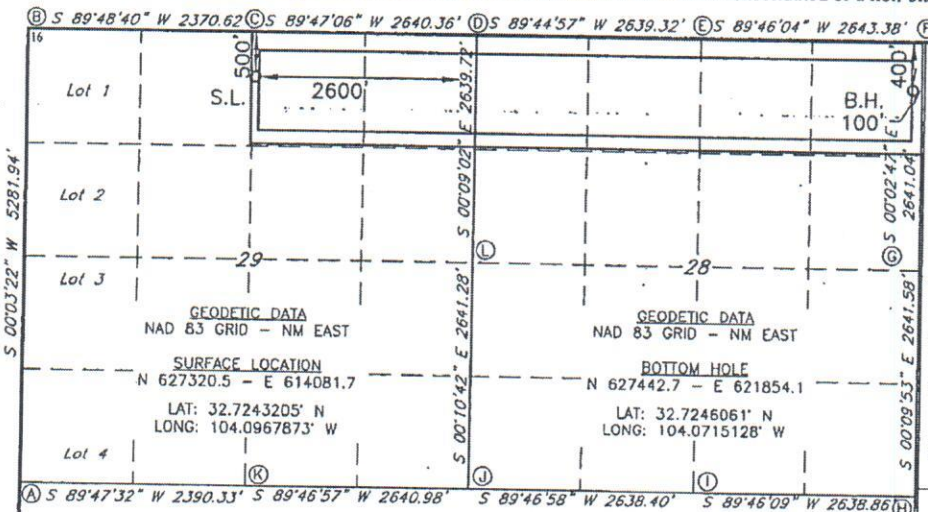 Ⓑ S 89°48'40" W 2370.62 Ⓒ S 89°47'06" W 2640.36' Ⓓ S 89°44'57" W 2639.32' Ⓔ S 89°46'04" W 2643.38' Ⓕ
16
Lot 1
500'
S.L.
2600'
S 00°09'02" E 2639.72'
B.H.
100'
400'
S 00°02'47" E
2641.04'
Lot 2
S 00°03'22" W 5281.94'
Ⓛ
Ⓖ
29
28
Lot 3
GEODETIC DATA
NAD 83 GRID - NM EAST
SURFACE LOCATION
N 627320.5 - E 614081.7
LAT: 32.7243205° N
LONG: 104.0967873° W
S 00°10'42" E 2641.28'
GEODETIC DATA
NAD 83 GRID - NM EAST
BOTTOM HOLE
N 627442.7 - E 621854.1
LAT: 32.7246061° N
LONG: 104.0715128° W
S 00°09'53" E 2641.58'
Lot 4
Ⓚ
Ⓙ
Ⓘ
Ⓐ S 89°47'32" W 2390.33' S 89°46'57" W 2640.98' S 89°46'58" W 2638.40' S 89°46'09" W 2638.86 Ⓗ